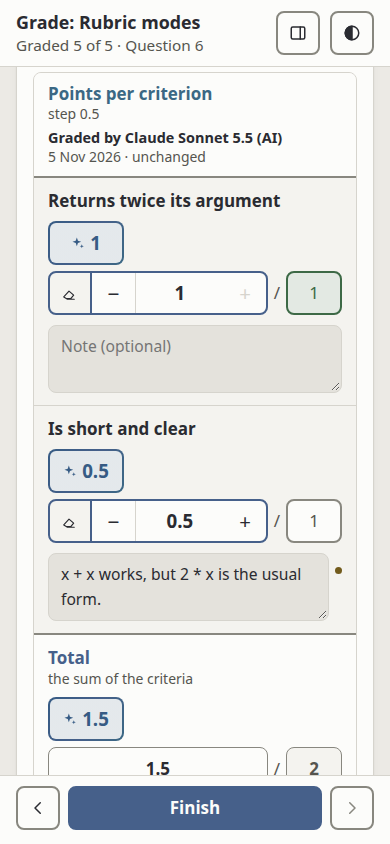 Grade: Rubric modes
Graded 5 of 5 · Question 6
Points per criterion
step 0.5
Graded by Claude Sonnet 5.5 (AI)
5 Nov 2026 · unchanged
Returns twice its argument
1
− 1 + / 1
Note (optional)
Is short and clear
0.5
− 0.5 + / 1
x + x works, but 2 * x is the usual
form.
Total
the sum of the criteria
1.5
1.5 / 2
Finish